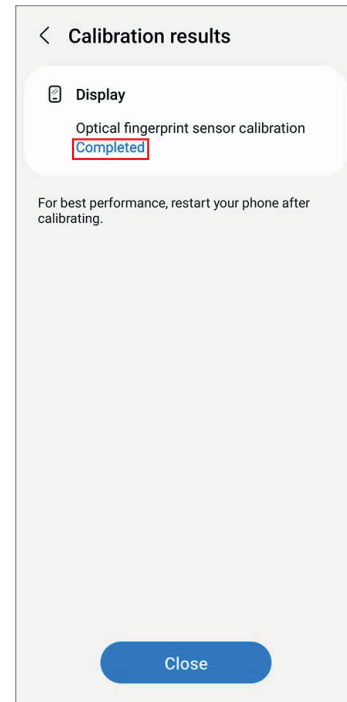 Calibration results
Display
Optical fingerprint sensor calibration
Completed
For best performance, restart your phone after
calibrating.
Close